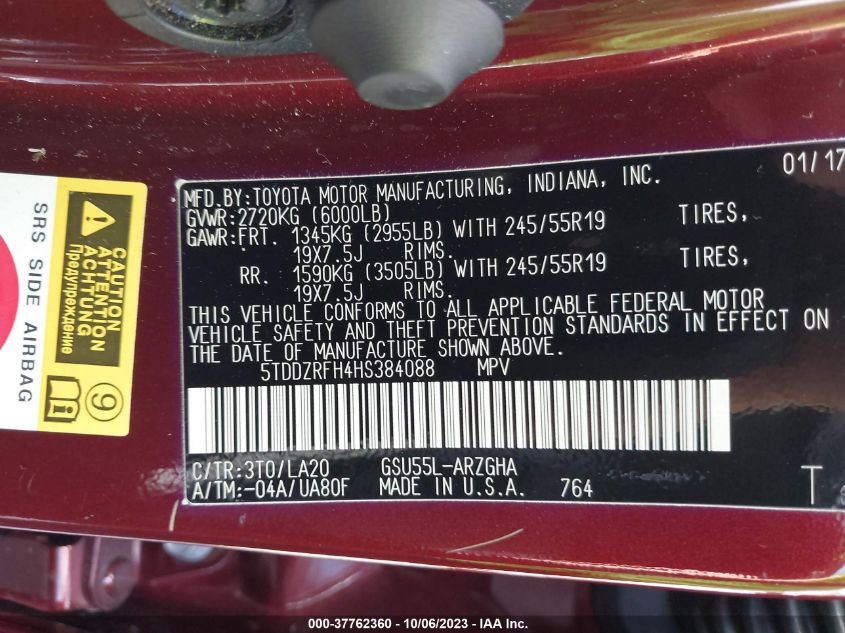 MFD.BY:TOYOTA MOTOR MANUFACTURING, INDIANA, INC. 01/17
GVWR:2720KG (6000LB)
GAWR:FRT. 1345KG (2955LB) WITH 245/55R19 TIRES,
19X7.5J RIMS.
RR. 1590KG (3505LB) WITH 245/55R19 TIRES,
19X7.5J RIMS.
THIS VEHICLE CONFORMS TO ALL APPLICABLE FEDERAL MOTOR
VEHICLE SAFETY AND THEFT PREVENTION STANDARDS IN EFFECT ON
THE DATE OF MANUFACTURE SHOWN ABOVE.
5TDDZRFH4HS384088 MPV
C/TR:3T0/LA20 GSU55L-ARZGHA
A/TM:-04A/UA80F MADE IN U.S.A. 764 T
SRS SIDE AIRBAG
CAUTION
ATTENTION
ACHTUNG
Предупреждение
i
9
000-37762360 - 10/06/2023 - IAA Inc.